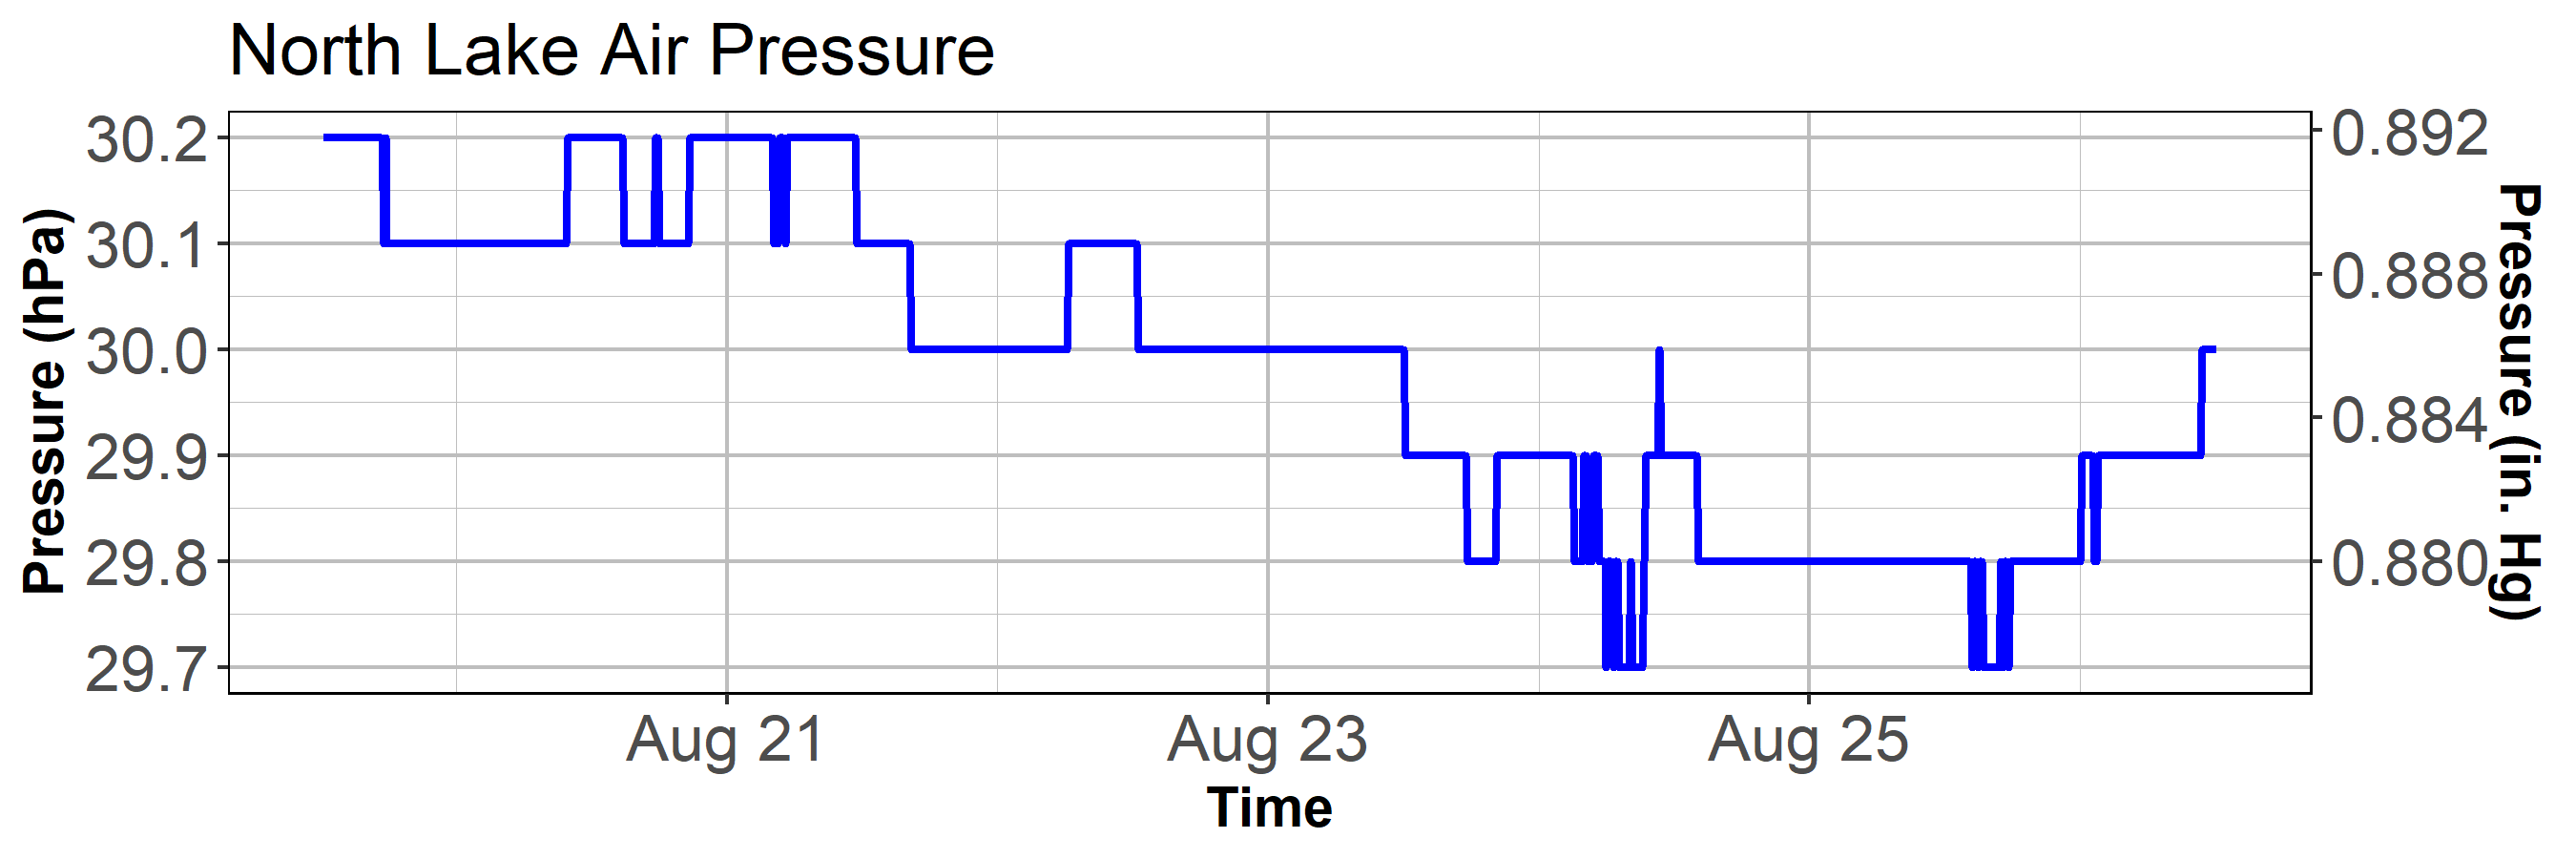 North Lake Air Pressure
Pressure (hPa)
30.2
30.1
30.0
29.9
29.8
29.7
0.892
0.888
0.884
0.880
Pressure (in. Hg)
Aug 21
Aug 23
Aug 25
Time